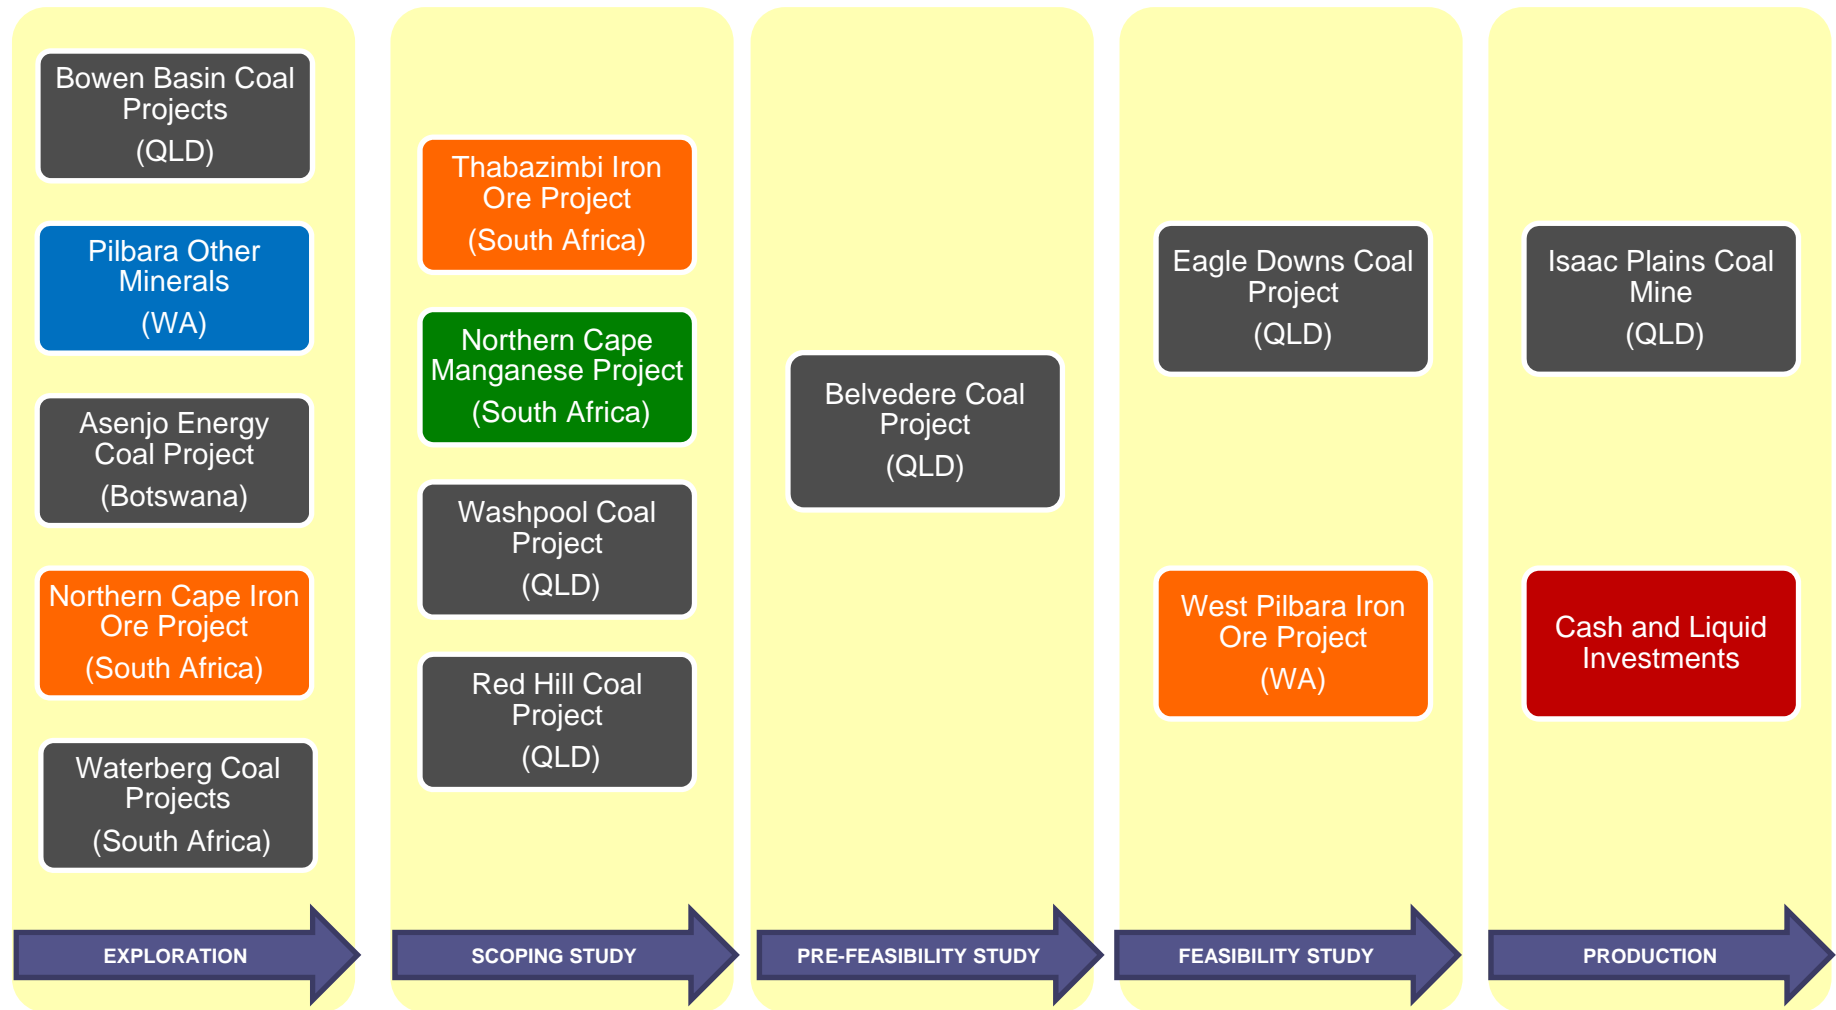 Bowen Basin Coal
Projects
(QLD)
Pilbara Other
Minerals
(WA)
Asenjo Energy
Coal Project
(Botswana)
Northern Cape Iron
Ore Project
(South Africa)
Waterberg Coal
Projects
(South Africa)
EXPLORATION
Thabazimbi Iron
Ore Project
(South Africa)
Northern Cape
Manganese Project
(South Africa)
Washpool Coal
Project
(QLD)
Red Hill Coal
Project
(QLD)
SCOPING STUDY
Belvedere Coal
Project
(QLD)
PRE-FEASIBILITY STUDY
Eagle Downs Coal
Project
(QLD)
West Pilbara Iron
Ore Project
(WA)
FEASIBILITY STUDY
Isaac Plains Coal
Mine
(QLD)
Cash and Liquid
Investments
PRODUCTION